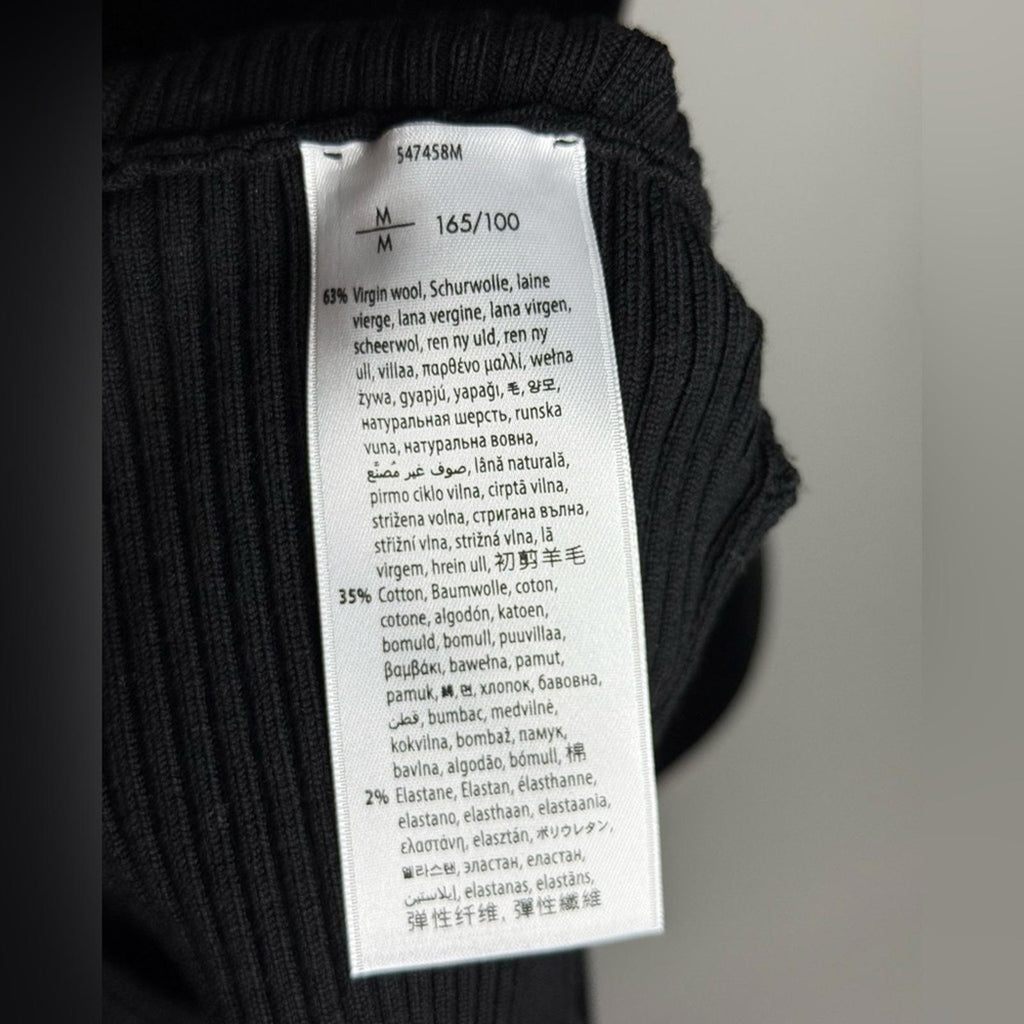 547458M
M
M
165/100
63% Virgin wool, Schurwolle, laine
vierge, lana vergine, lana virgen,
scheerwol, ren ny uld, ren ny
ull, villaa, παρθένο μαλλί, wełna
żywa, gyapjú, yapağı, 毛, 양모,
натуральная шерсть, runska
vuna, натуральна вовна,
صوف غير مُصنَّع, lână naturală,
pirmo ciklo vilna, cirptā vilna,
strižena volna, стригана вълна,
střižní vlna, strižná vlna, lã
virgem, hrein ull, 初剪羊毛
35% Cotton, Baumwolle, coton,
cotone, algodón, katoen,
bomuld, bomull, puuvillaa,
βαμβάκι, bawełna, pamut,
pamuk, 綿, 면, хлопок, бавовна,
قطن, bumbac, medvilnė,
kokvilna, bombaž, памук,
bavlna, algodão, bómull, 棉
2% Elastane, Elastan, élasthanne,
elastano, elasthaan, elastaania,
ελαστάνη, elasztán, ポリウレタン,
엘라스탄, эластан, еластан,
إيلاستين, elastanas, elastāns,
弹性纤维, 彈性纖維